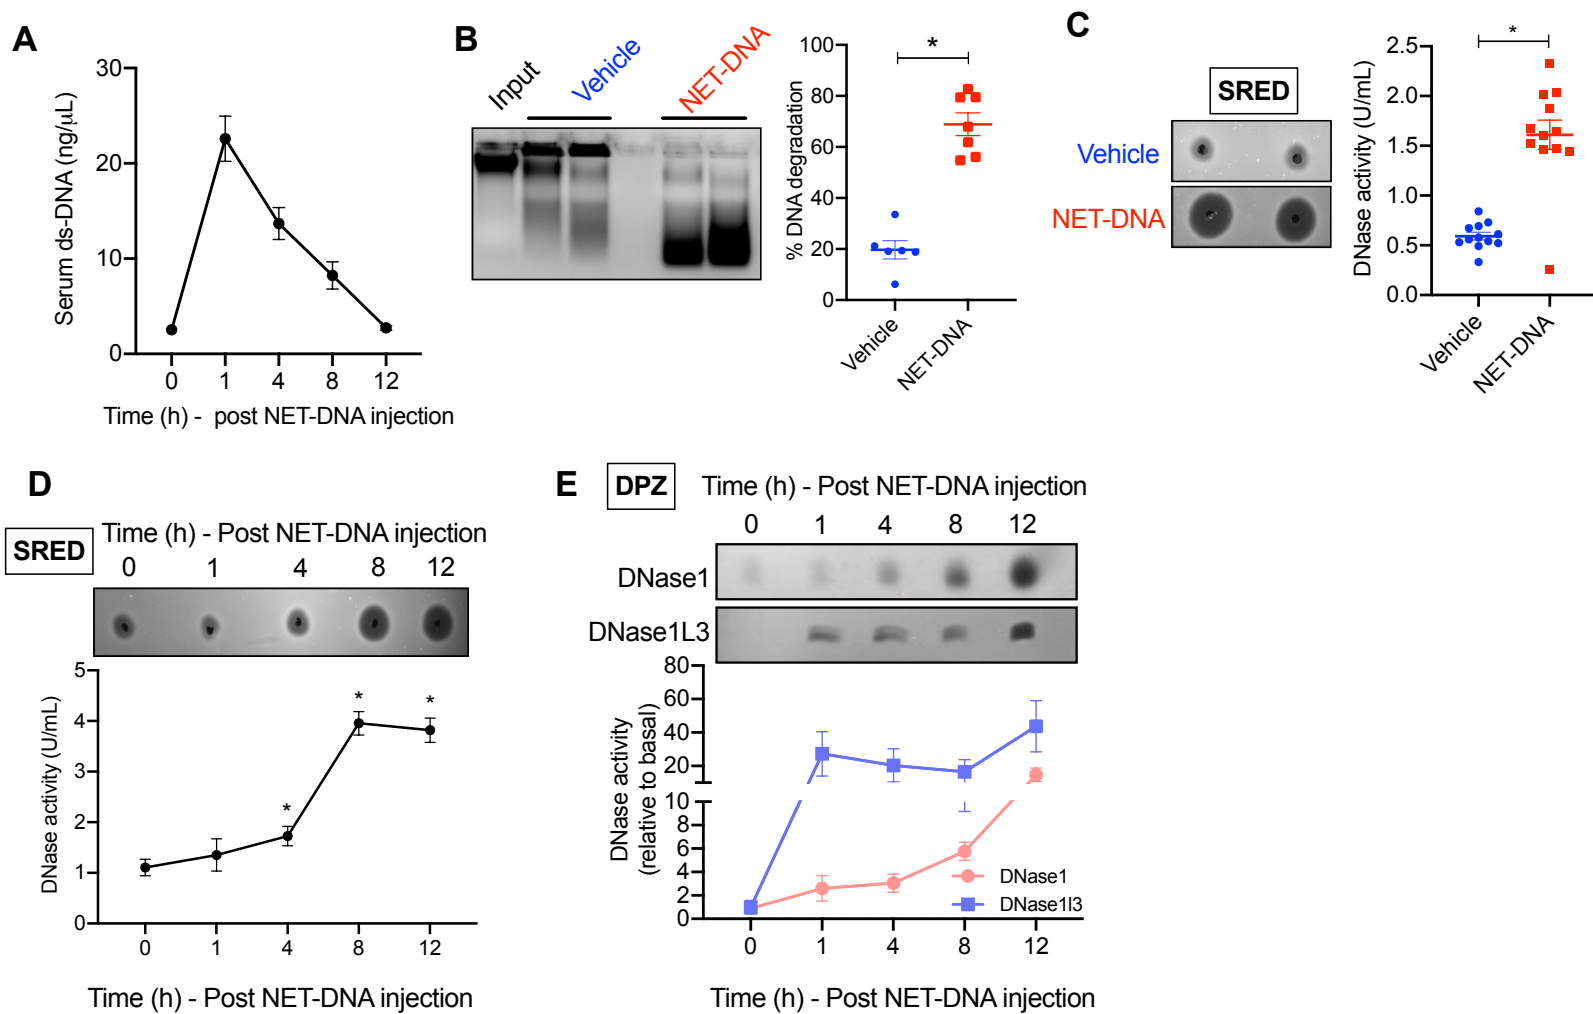 A
30
20
10
0
Serum ds-DNA (ng/μL)
0 1 4 8 12
Time (h) - post NET-DNA injection
B
Input
Vehicle
NET-DNA
% DNA degradation
100
80
60
40
20
0
*
Vehicle
NET-DNA
C
SRED
Vehicle
NET-DNA
DNase activity (U/mL)
2.5
2.0
1.5
1.0
0.5
0.0
*
Vehicle
NET-DNA
D
SRED
Time (h) - Post NET-DNA injection
0 1 4 8 12
DNase activity (U/mL)
5
4
3
2
1
0
* * *
0 1 4 8 12
Time (h) - Post NET-DNA injection
E
DPZ
Time (h) - Post NET-DNA injection
0 1 4 8 12
DNase1
DNase1L3
DNase activity
(relative to basal)
80
60
40
20
10
8
6
4
2
0
DNase1
DNase1l3
0 1 4 8 12
Time (h) - Post NET-DNA injection